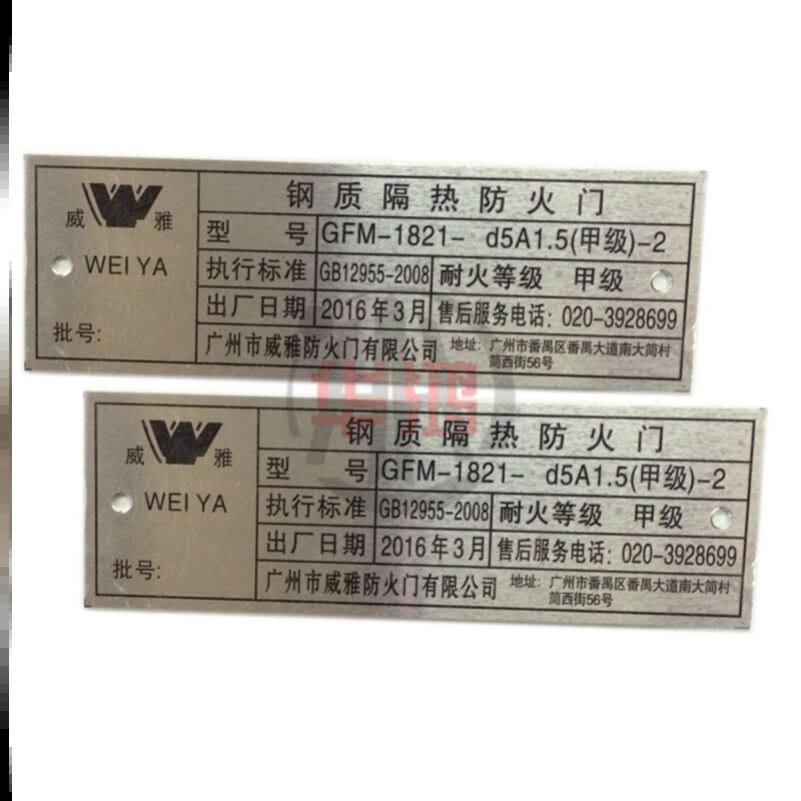 威 雅
WEI YA
批号:
钢质隔热防火门
型 号 GFM-1821- d5A1.5(甲级)-2
执行标准 GB12955-2008 耐火等级 甲级
出厂日期 2016年3月 售后服务电话: 020-3928699
广州市威雅防火门有限公司 地址: 广州市番禺区番禺大道南大简村
简西街56号
华鸿
威 雅
WEI YA
批号:
钢质隔热防火门
型 号 GFM-1821- d5A1.5(甲级)-2
执行标准 GB12955-2008 耐火等级 甲级
出厂日期 2016年3月 售后服务电话: 020-3928699
广州市威雅防火门有限公司 地址: 广州市番禺区番禺大道南大简村
简西街56号